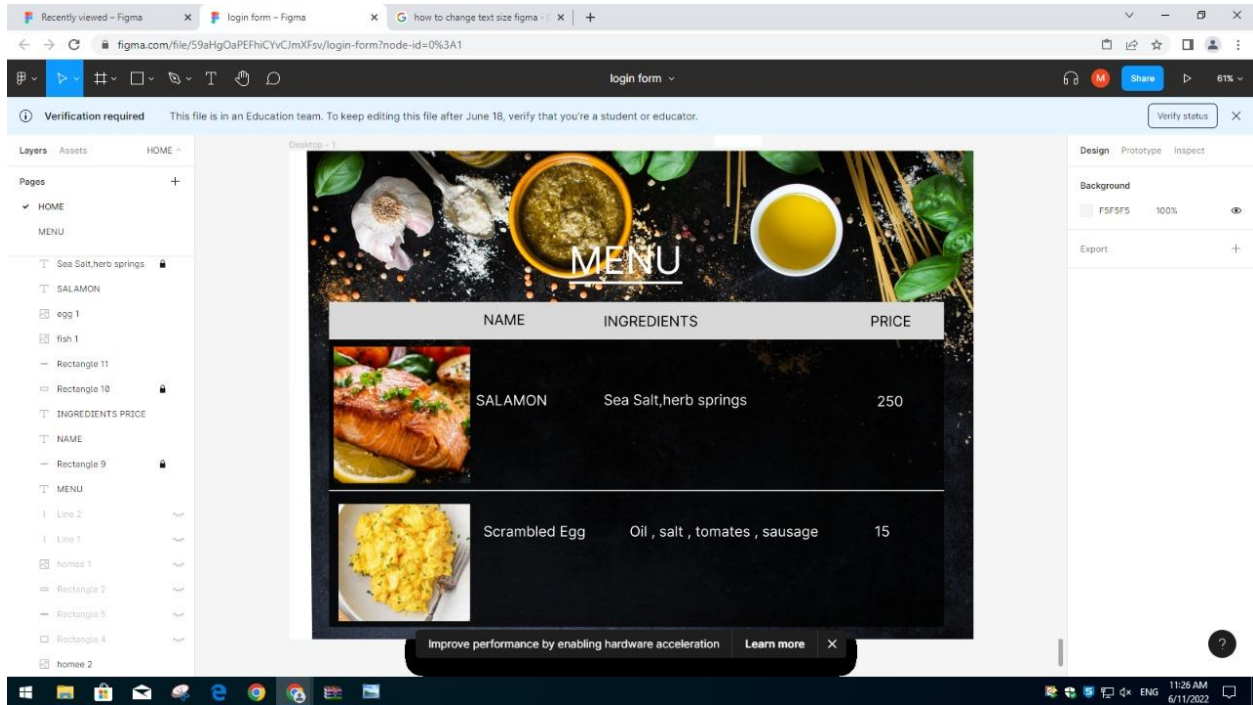 Recently viewed – Figma
login form – Figma
how to change text size figma -
figma.com/file/59aHgOaPEFhiCYvCJmXFsv/login-form?node-id=0%3A1
login form
M
Share
61%
Verification required This file is in an Education team. To keep editing this file after June 18, verify that you're a student or educator.
Verify status
Layers Assets HOME
Desktop - 1
Design Prototype Inspect
Pages
HOME
MENU
Background
F5F5F5 100%
Export
Sea Salt,herb springs
SALAMON
egg 1
fish 1
Rectangle 11
Rectangle 10
INGREDIENTS PRICE
NAME
Rectangle 9
MENU
Line 2
Line 1
homee 1
Rectangle 2
Rectangle 5
Rectangle 4
homee 2
MENU
NAME INGREDIENTS PRICE
SALAMON Sea Salt,herb springs 250
Scrambled Egg Oil , salt , tomates , sausage 15
Improve performance by enabling hardware acceleration Learn more
?
ENG
11:26 AM
6/11/2022